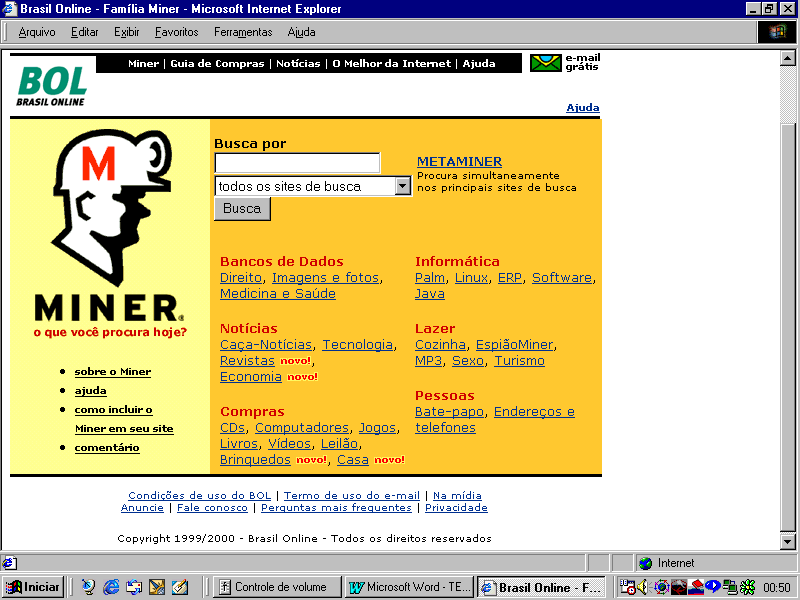 Brasil Online - Família Miner - Microsoft Internet Explorer
Arquivo Editar Exibir Favoritos Ferramentas Ajuda
Miner | Guia de Compras | Notícias | O Melhor da Internet | Ajuda
e-mail
grátis
BOL
BRASIL ONLINE
Ajuda
M
MINER®
o que você procura hoje?
sobre o Miner
ajuda
como incluir o
Miner em seu site
comentário
Busca por
todos os sites de busca
Busca
METAMINER
Procura simultaneamente
nos principais sites de busca
Bancos de Dados
Direito, Imagens e fotos,
Medicina e Saúde
Notícias
Caça-Notícias, Tecnologia,
Revistas novo!,
Economia novo!
Compras
CDs, Computadores, Jogos,
Livros, Vídeos, Leilão,
Brinquedos novo!, Casa novo!
Informática
Palm, Linux, ERP, Software,
Java
Lazer
Cozinha, EspiãoMiner,
MP3, Sexo, Turismo
Pessoas
Bate-papo, Endereços e
telefones
Condições de uso do BOL | Termo de uso do e-mail | Na mídia
Anuncie | Fale conosco | Perguntas mais frequentes | Privacidade
Copyright 1999/2000 - Brasil Online - Todos os direitos reservados
Internet
Iniciar
Controle de volume
Microsoft Word - TE...
Brasil Online - F...
00:50